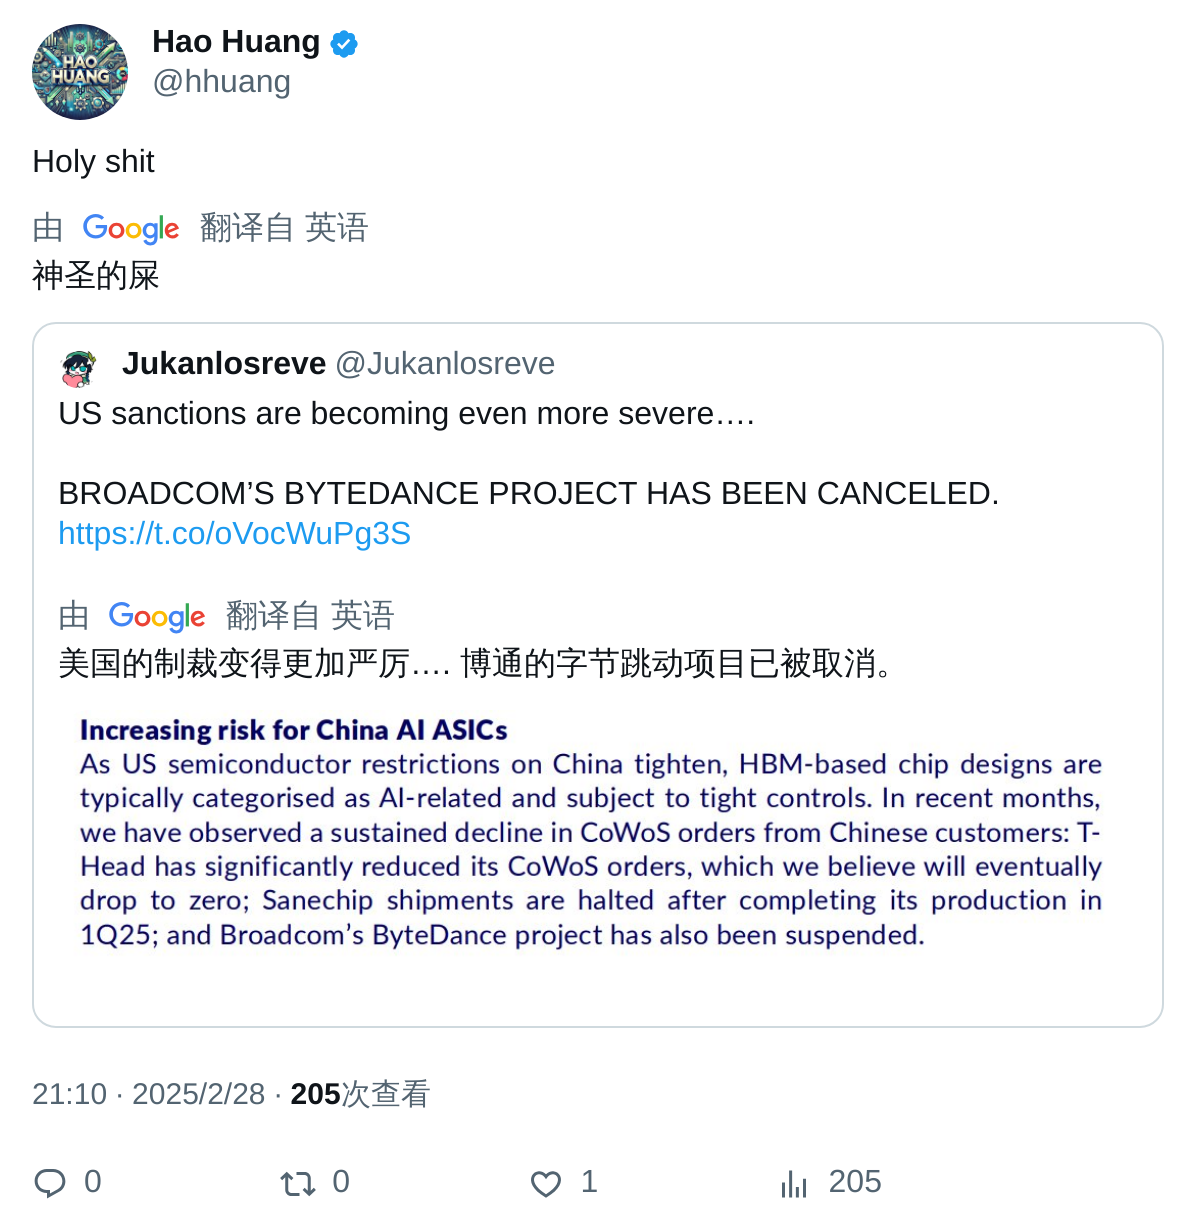 HAO
HUANG
Hao Huang
@hhuang
Holy shit
由 Google 翻译自 英语
神圣的屎
Jukanlosreve @Jukanlosreve
US sanctions are becoming even more severe….
BROADCOM’S BYTEDANCE PROJECT HAS BEEN CANCELED.
https://t.co/oVocWuPg3S
由 Google 翻译自 英语
美国的制裁变得更加严厉…. 博通的字节跳动项目已被取消。
Increasing risk for China AI ASICs
As US semiconductor restrictions on China tighten, HBM-based chip designs are
typically categorised as AI-related and subject to tight controls. In recent months,
we have observed a sustained decline in CoWoS orders from Chinese customers: T-
Head has significantly reduced its CoWoS orders, which we believe will eventually
drop to zero; Sanechip shipments are halted after completing its production in
1Q25; and Broadcom’s ByteDance project has also been suspended.
21:10 · 2025/2/28 · 205次查看
0 0 1 205